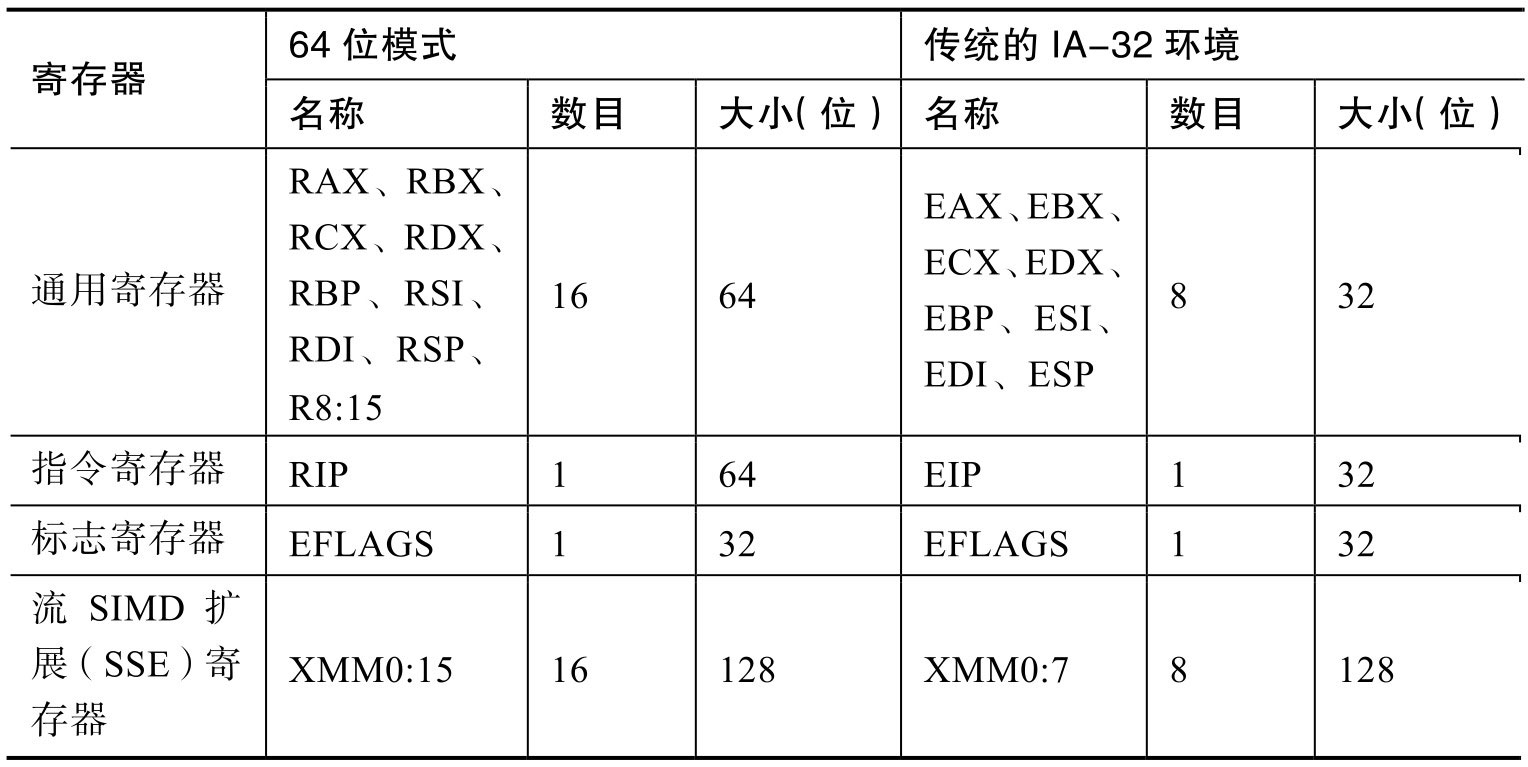 寄存器
64 位模式
传统的 IA-32 环境
名称
数目
大小(位)
名称
数目
大小(位)
通用寄存器
RAX、RBX、
RCX、RDX、
RBP、RSI、
RDI、RSP、
R8:15
16
64
EAX、EBX、
ECX、EDX、
EBP、ESI、
EDI、ESP
8
32
指令寄存器
RIP
1
64
EIP
1
32
标志寄存器
EFLAGS
1
32
EFLAGS
1
32
流 SIMD 扩
展(SSE)寄
存器
XMM0:15
16
128
XMM0:7
8
128